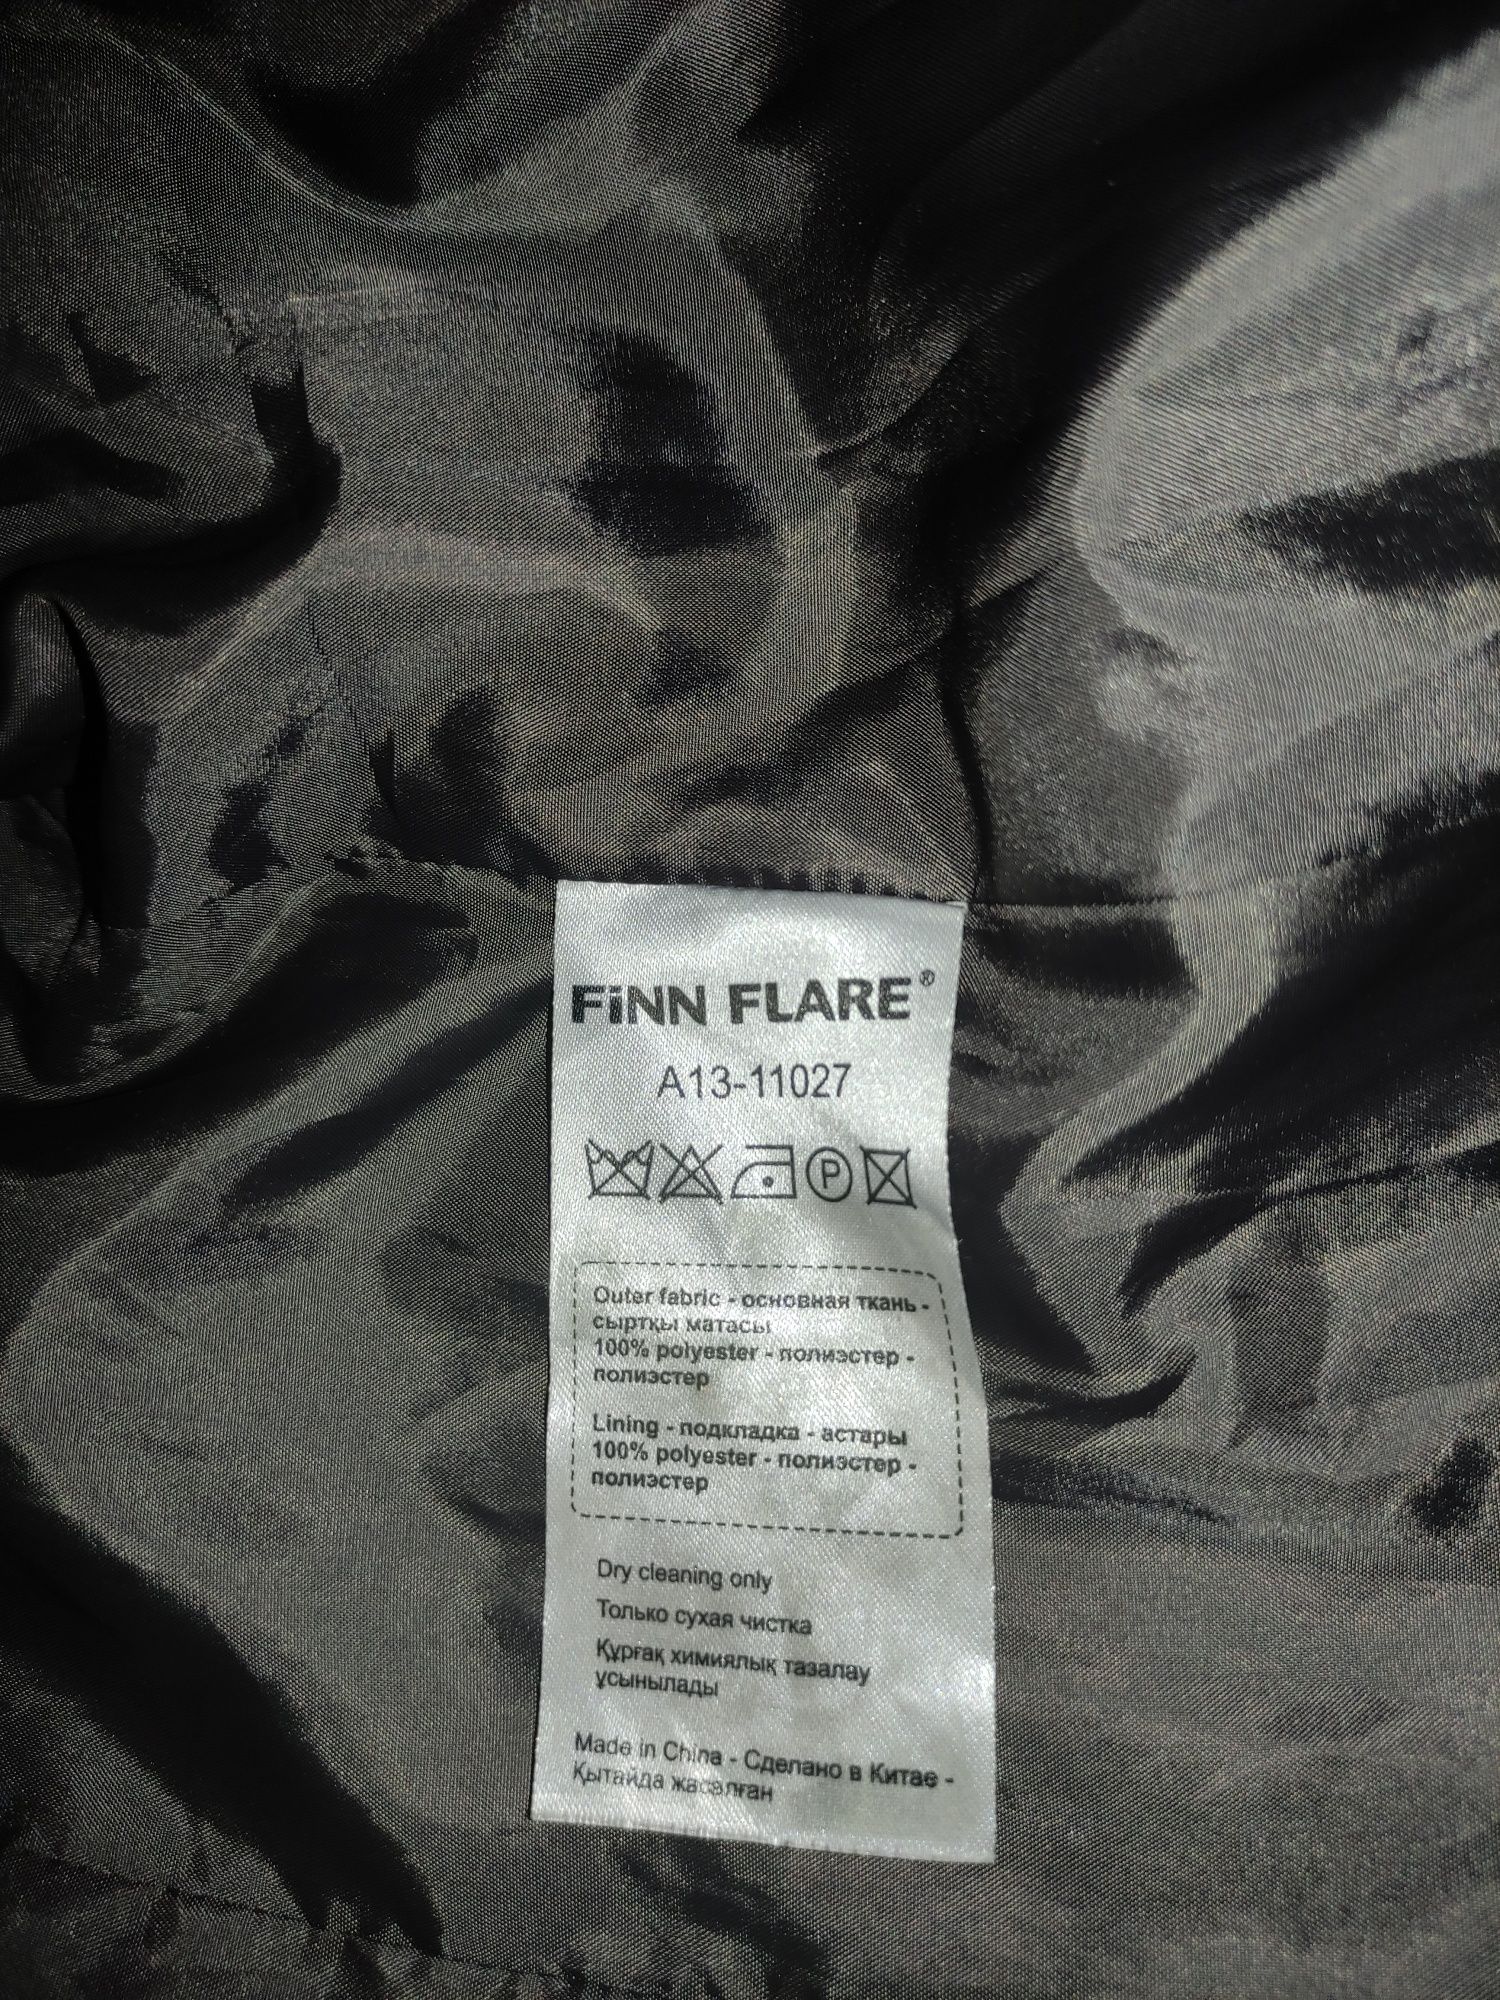 FiNN FLARE®
A13-11027
P
Outer fabric - основная ткань -
сыртқы матасы
100% polyester - полиэстер -
полиэстер
Lining - подкладка - астары
100% polyester - полиэстер -
полиэстер
Dry cleaning only
Только сухая чистка
Құрғақ химиялық тазалау
ұсынылады
Made in China - Сделано в Китае -
Қытайда жасалған